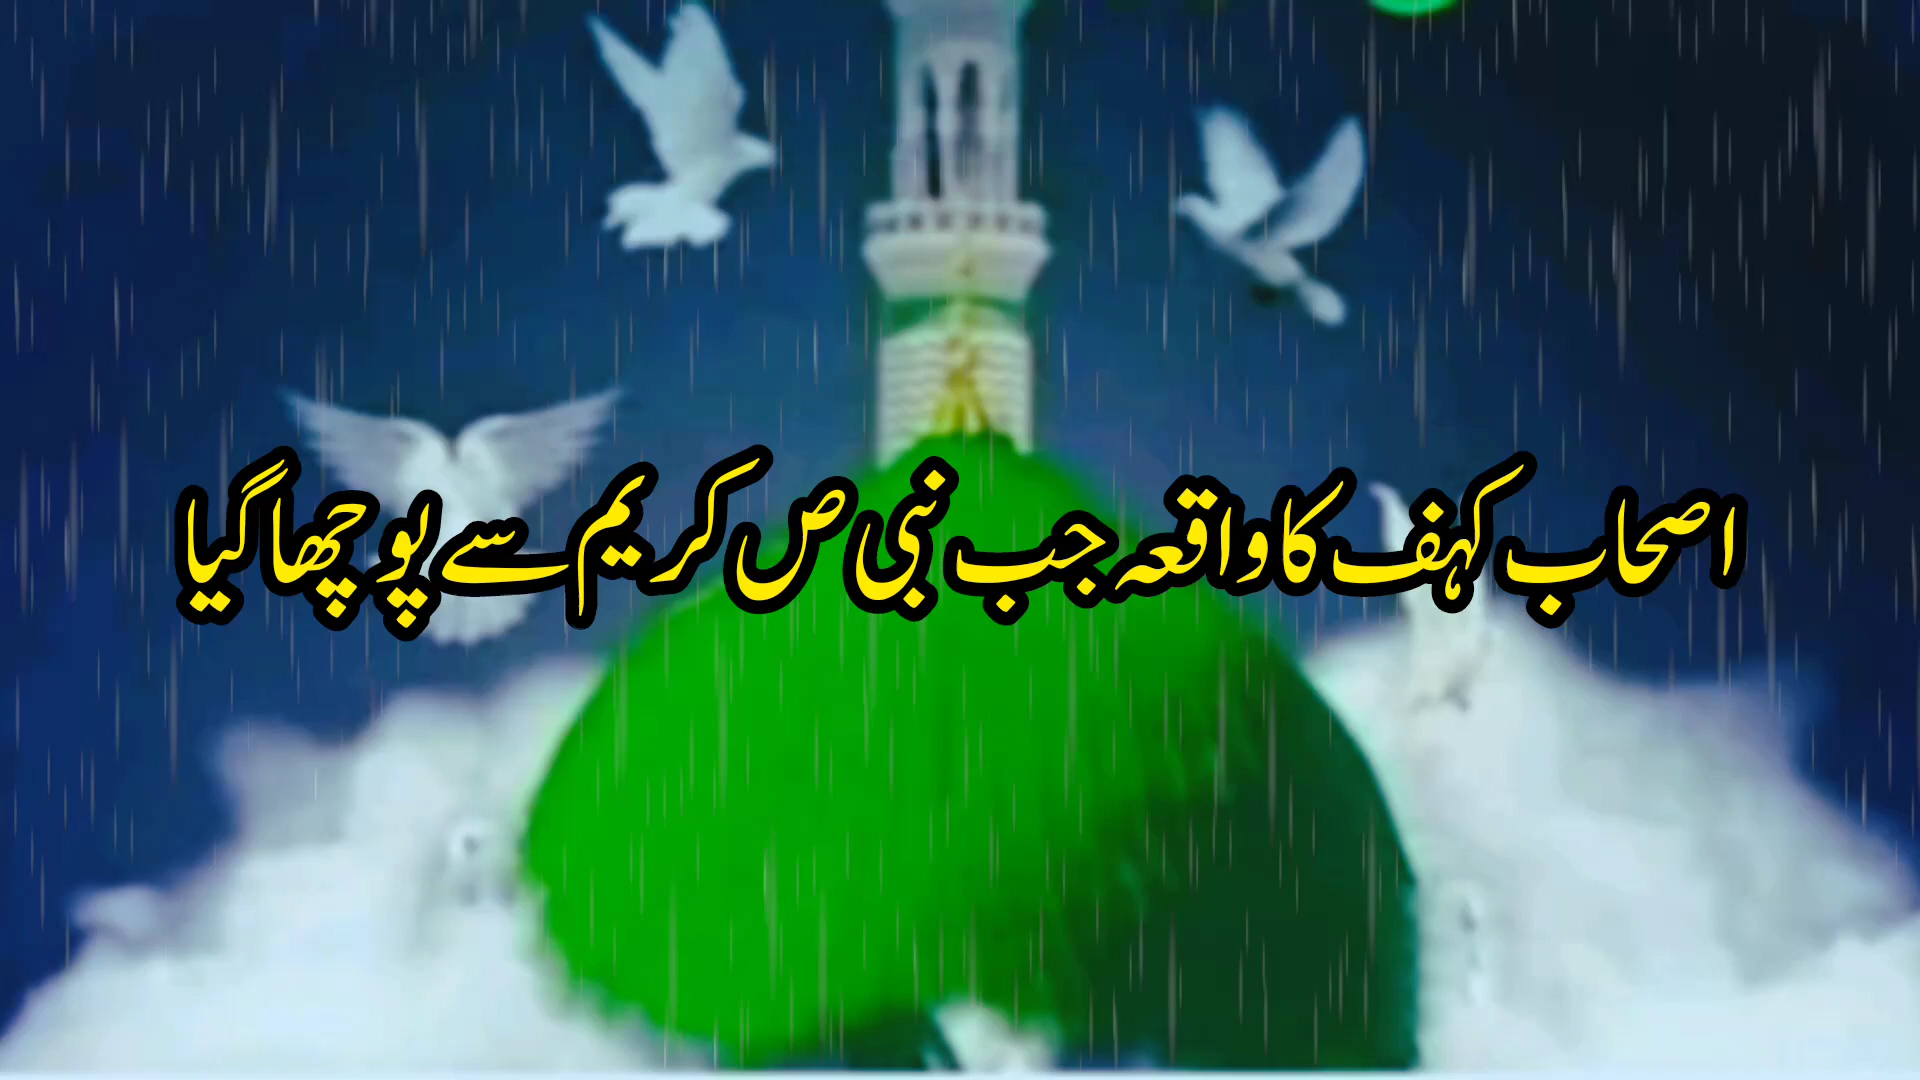 اصحاب کہف کا واقعہ جب نبی ص کریم سے پوچھا گیا